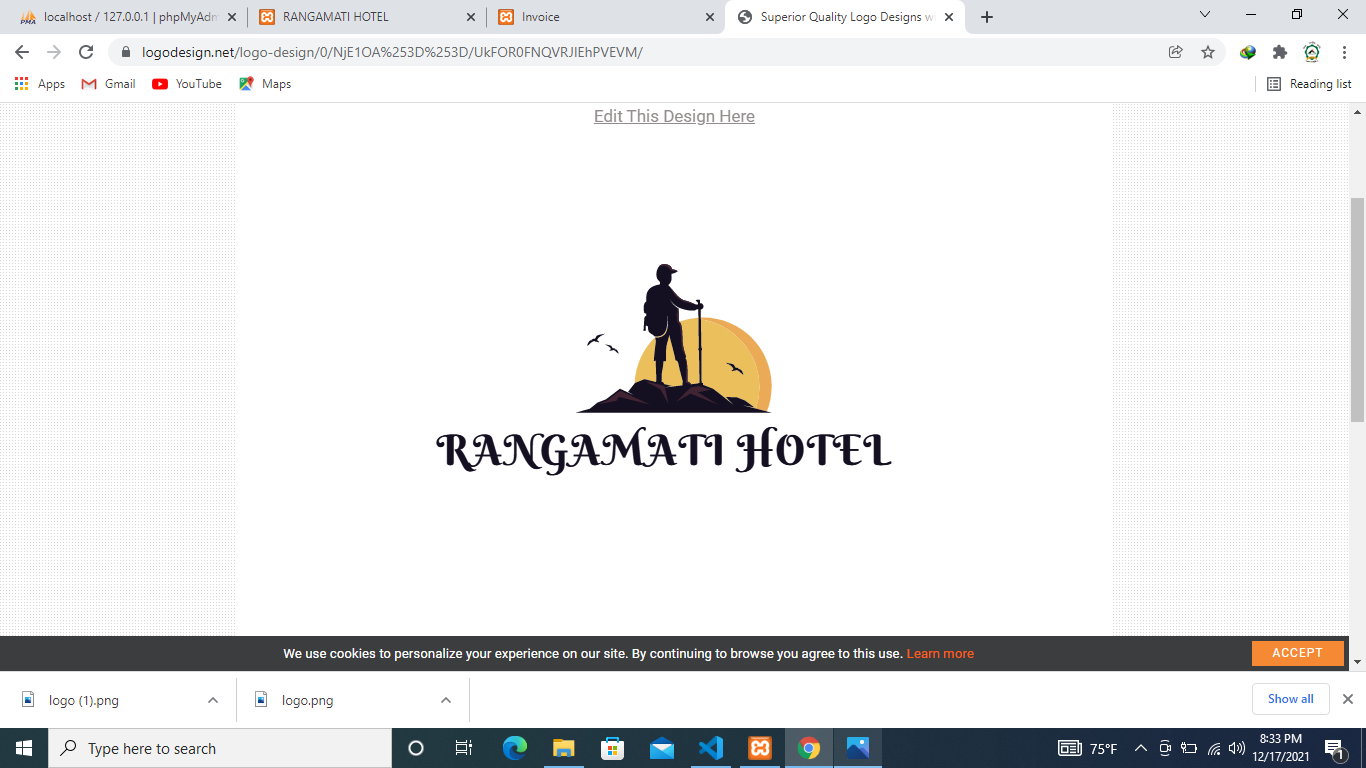 localhost / 127.0.0.1 | phpMyAdm
RANGAMATI HOTEL
Invoice
Superior Quality Logo Designs w
logodesign.net/logo-design/0/NjE1OA%253D%253D/UkFOR0FNQVRJIEhPVEVM/
Apps
Gmail
YouTube
Maps
Reading list
Edit This Design Here
RANGAMATI HOTEL
We use cookies to personalize your experience on our site. By continuing to browse you agree to this use. Learn more
ACCEPT
logo (1).png
logo.png
Show all
Type here to search
75°F
8:33 PM
12/17/2021
1